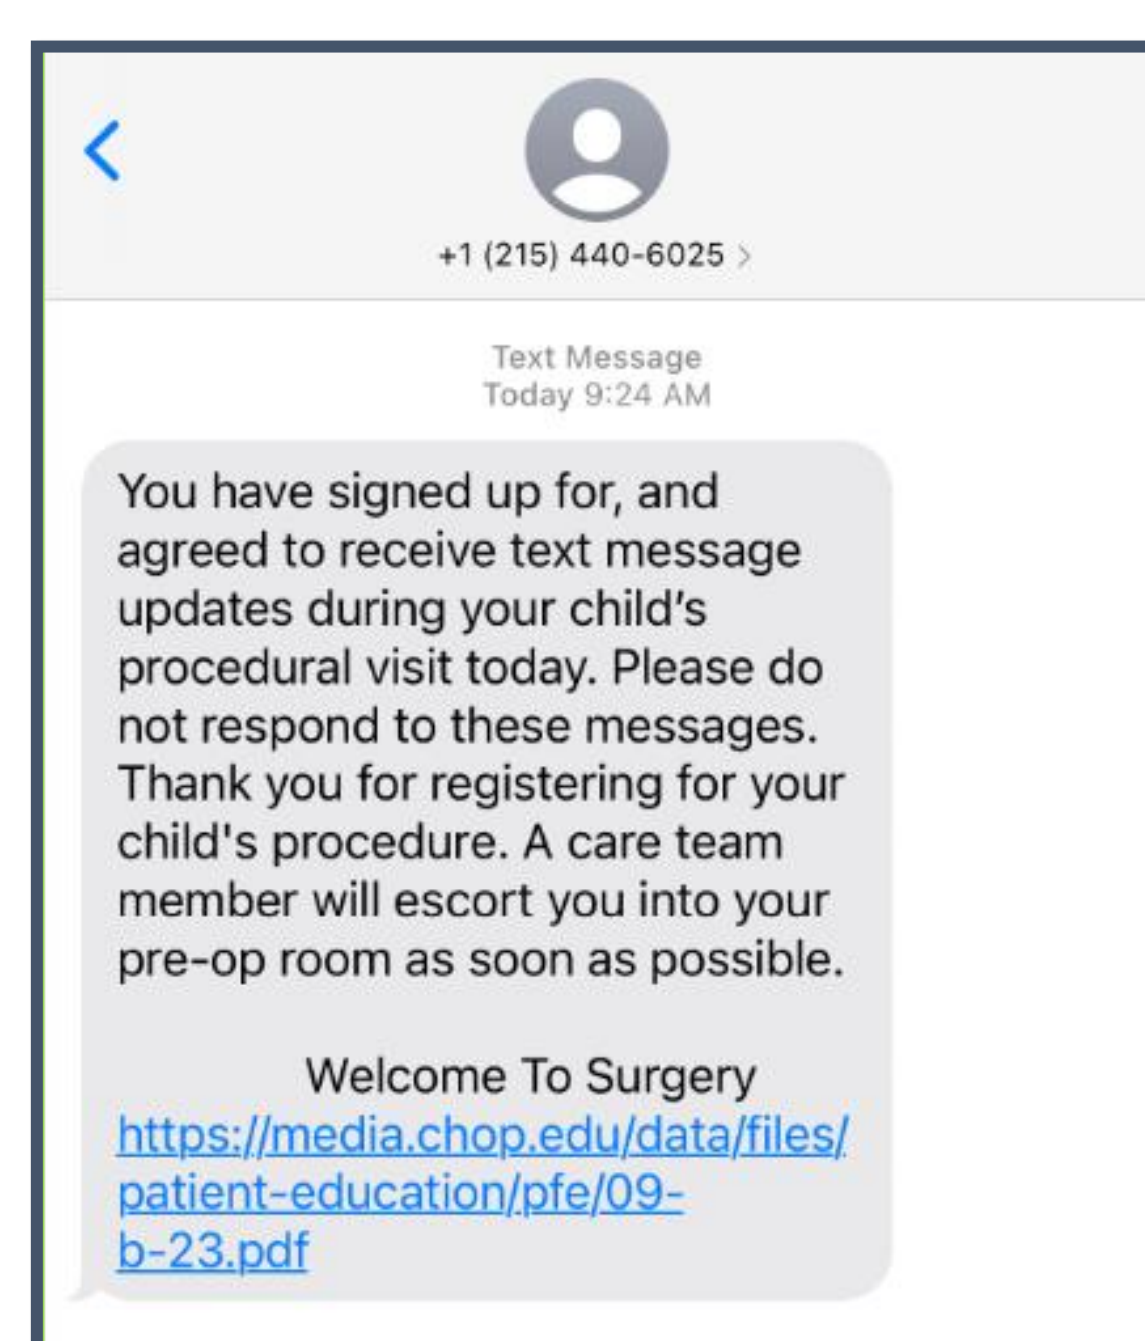 +1 (215) 440-6025 >
Text Message
Today 9:24 AM
You have signed up for, and
agreed to receive text message
updates during your child’s
procedural visit today. Please do
not respond to these messages.
Thank you for registering for your
child's procedure. A care team
member will escort you into your
pre-op room as soon as possible.
Welcome To Surgery
https://media.chop.edu/data/files/
patient-education/pfe/09-
b-23.pdf